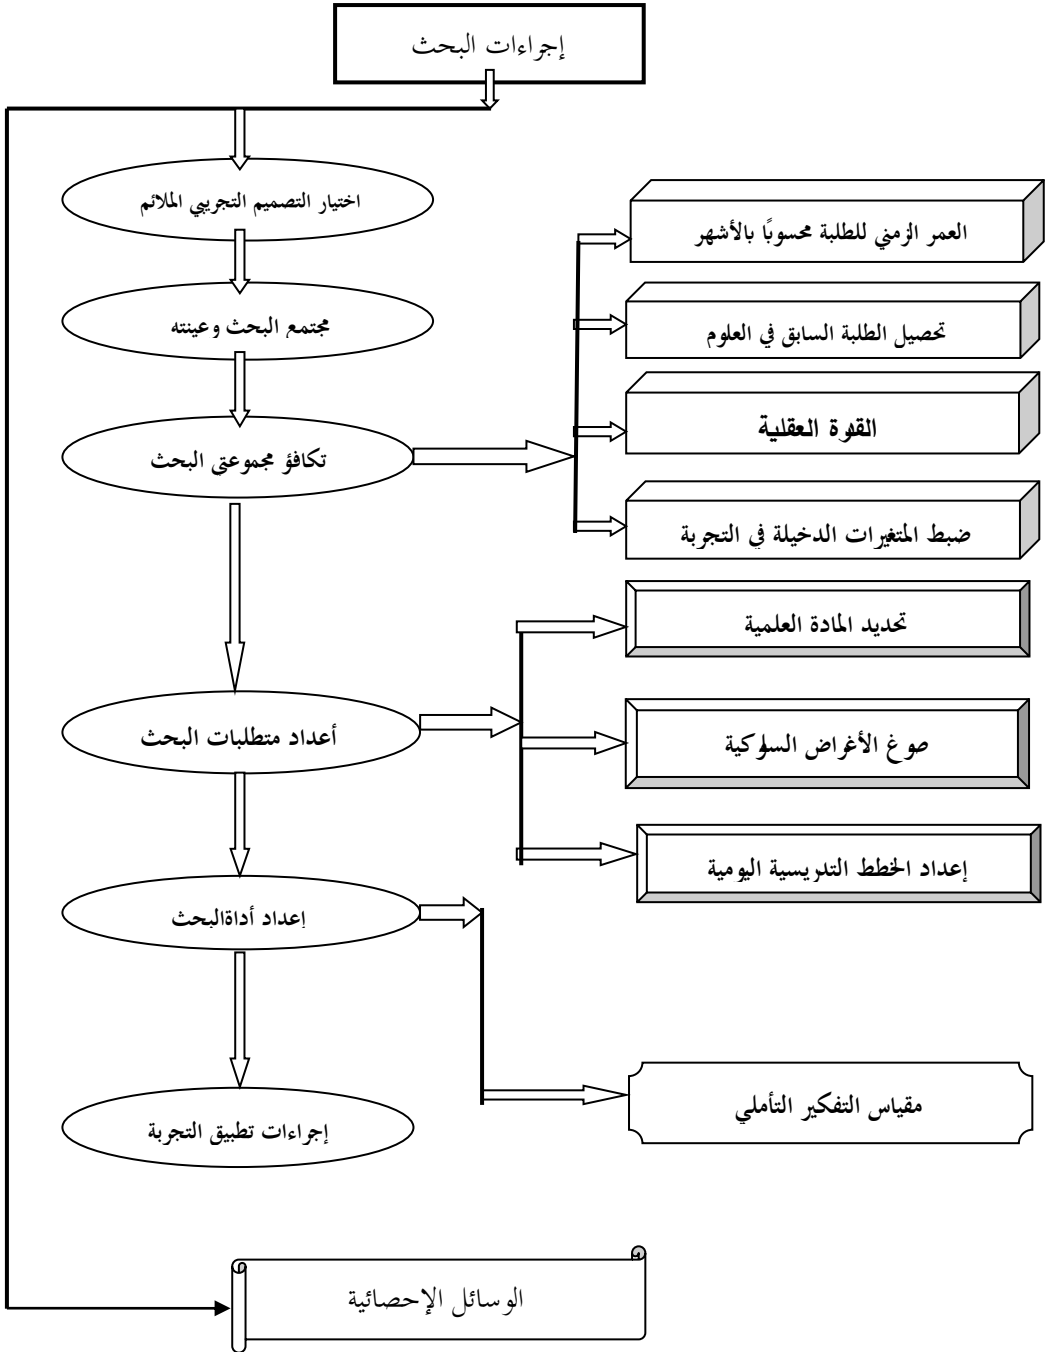 إجراءات البحث
اختيار التصميم التجريبي الملائم
مجتمع البحث وعينته
تكافؤ مجموعتي البحث
العمر الزمني للطلبة محسوبًا بالأشهر
تحصيل الطلبة السابق في العلوم
القدرة العقلية
ضبط المتغيرات الدخيلة في التجربة
أعداد متطلبات البحث
تحديد المادة العلمية
صوغ الأغراض السلوكية
إعداد الخطط التدريسية اليومية
إعداد أداةالبحث
مقياس التفكير التأملي
إجراءات تطبيق التجربة
الوسائل الإحصائية